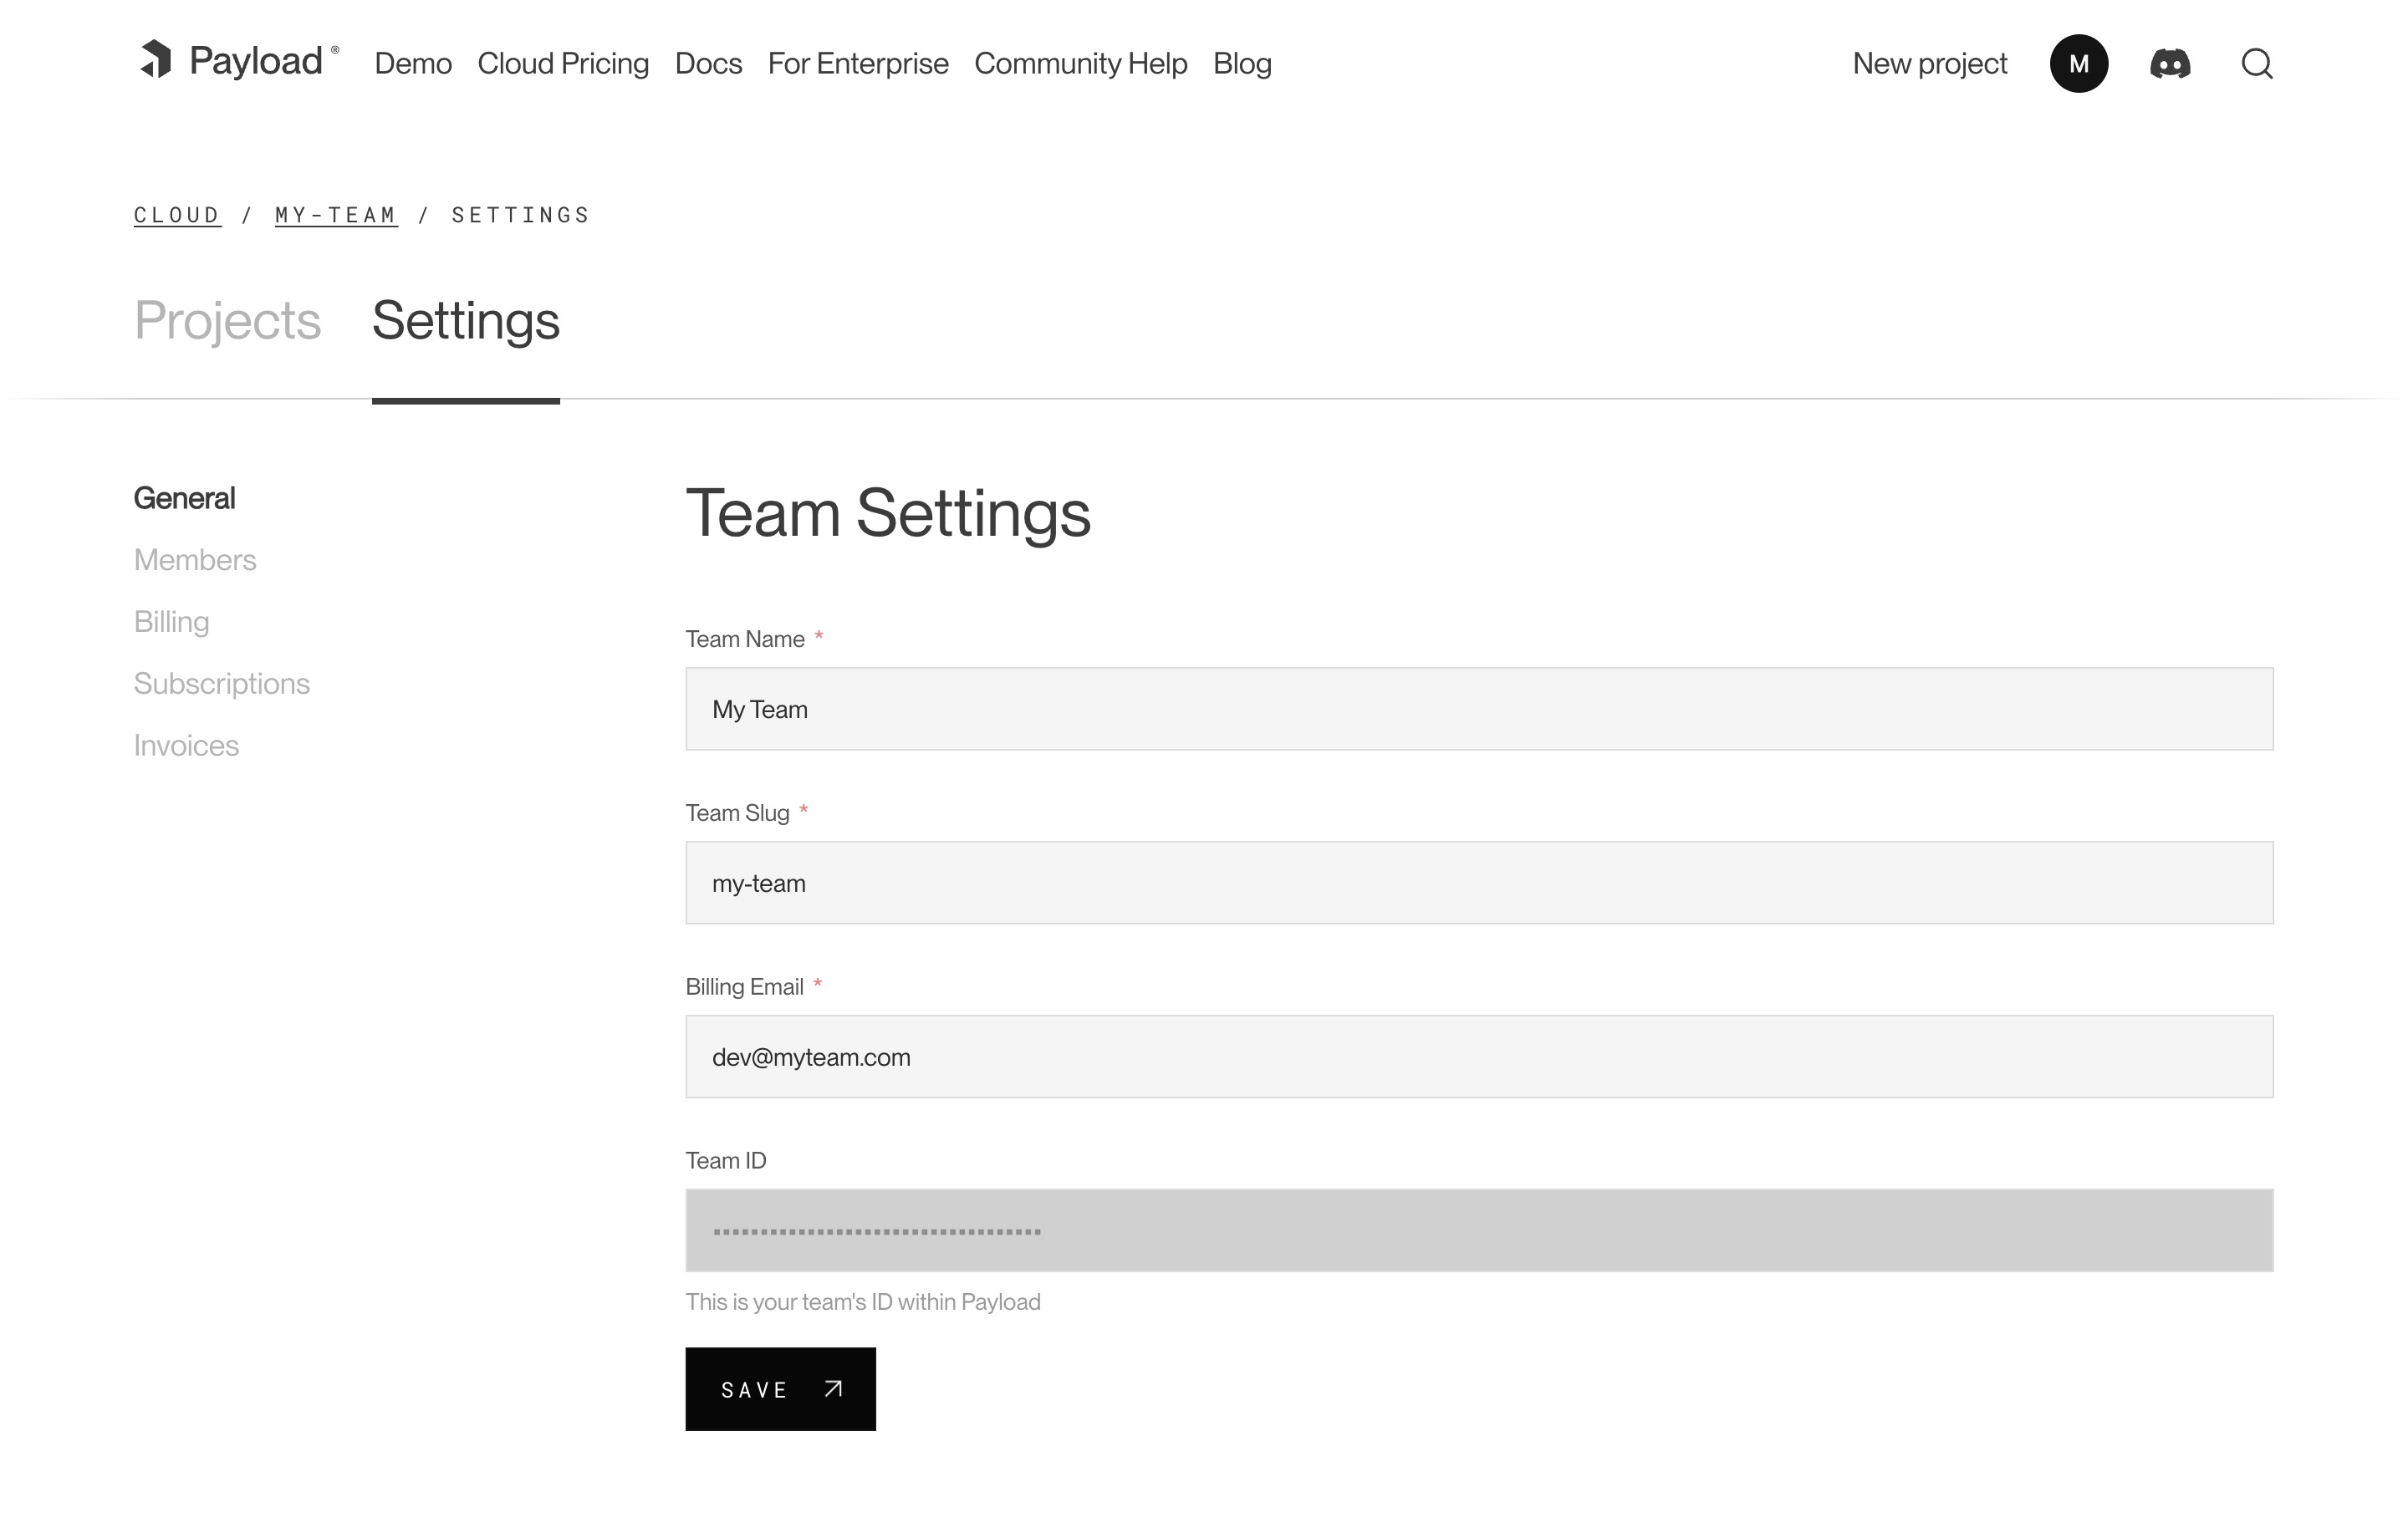 Payload ® Demo Cloud Pricing Docs For Enterprise Community Help Blog New project M
CLOUD / MY-TEAM / SETTINGS
Projects Settings
General
Members
Billing
Subscriptions
Invoices
Team Settings
Team Name *
My Team
Team Slug *
my-team
Billing Email *
dev@myteam.com
Team ID
This is your team's ID within Payload
SAVE